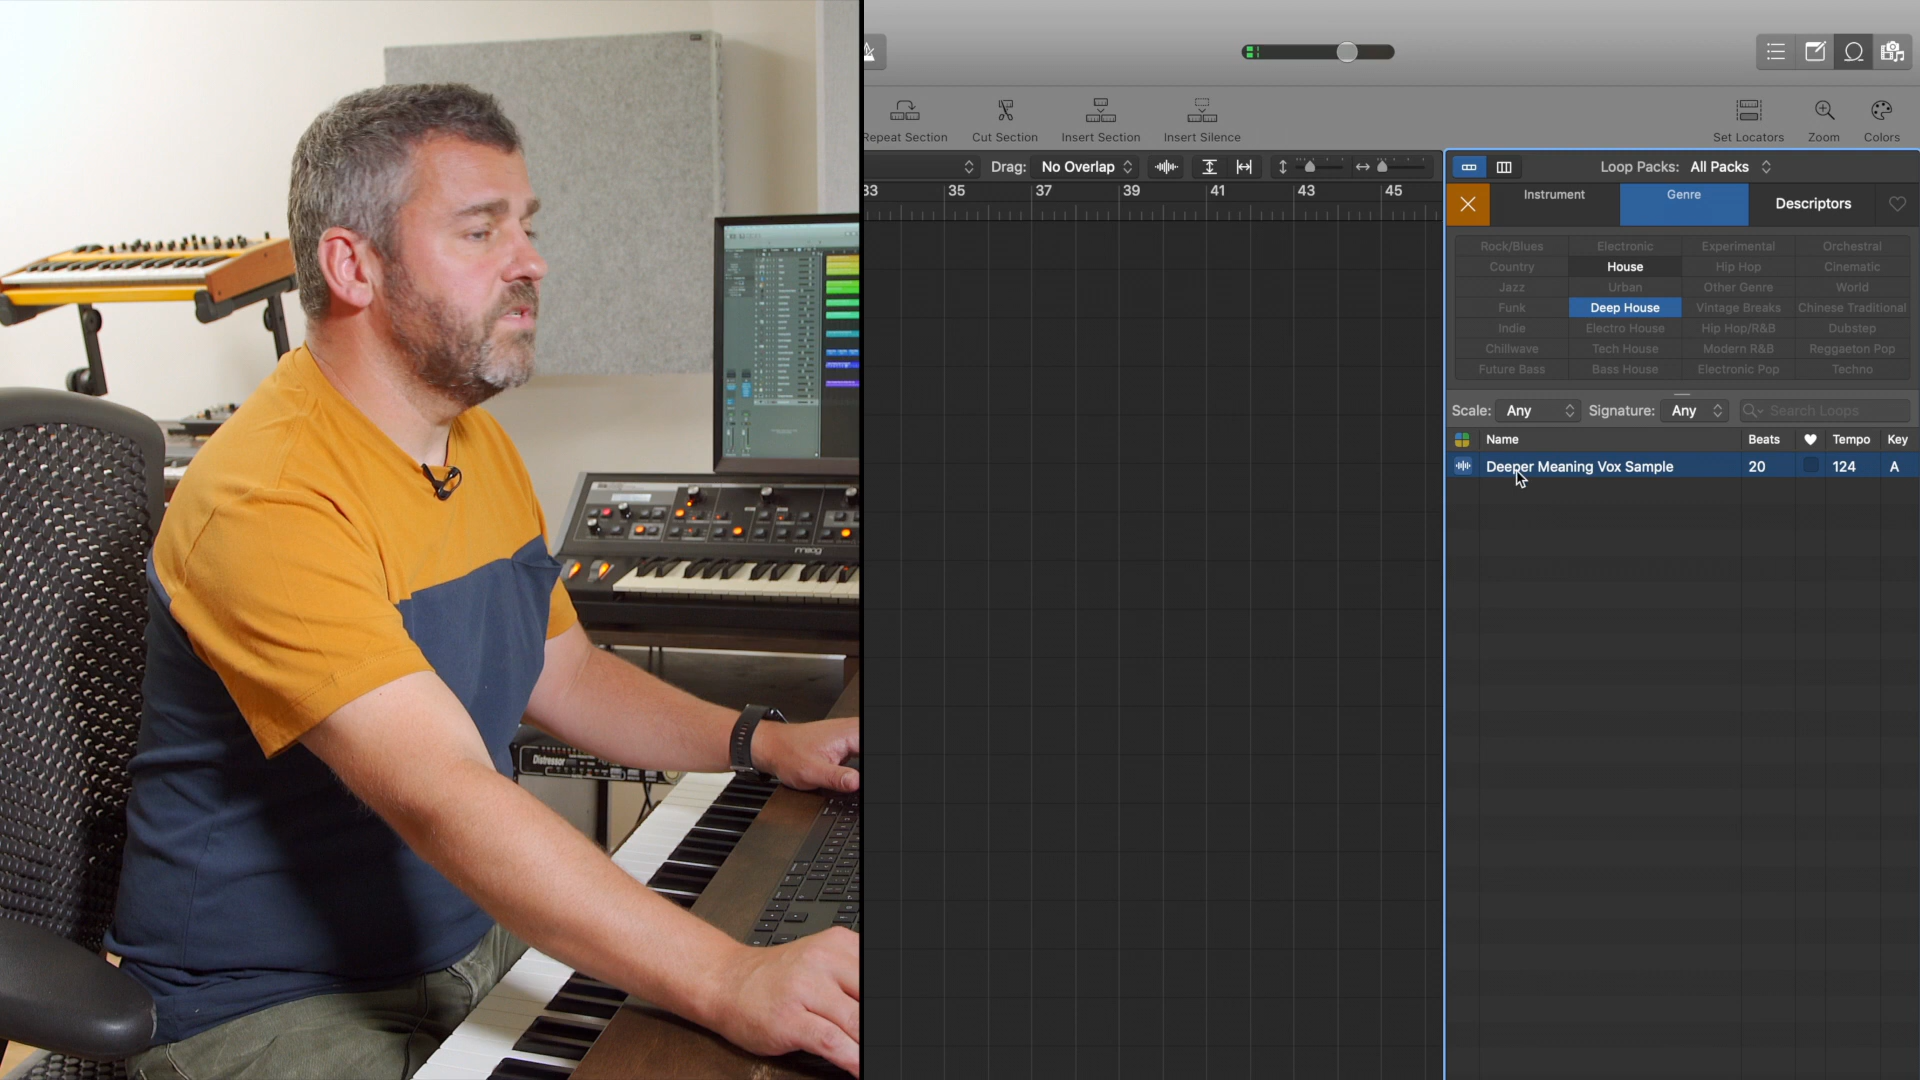 Repeat Section
Cut Section
Insert Section
Insert Silence
Set Locators
Zoom
Colors
Drag: No Overlap
33 35 37 39 41 43 45
Loop Packs: All Packs
Instrument
Genre
Descriptors
Rock/Blues Electronic Experimental Orchestral
Country House Hip Hop Cinematic
Jazz Urban Other Genre World
Funk Deep House Vintage Breaks Chinese Traditional
Indie Electro House Hip Hop/R&B Dubstep
Chillwave Tech House Modern R&B Reggaeton Pop
Future Bass Bass House Electronic Pop Techno
Scale: Any Signature: Any Search Loops
Name Beats Tempo Key
Deeper Meaning Vox Sample 20 124 A
moog
Distressor